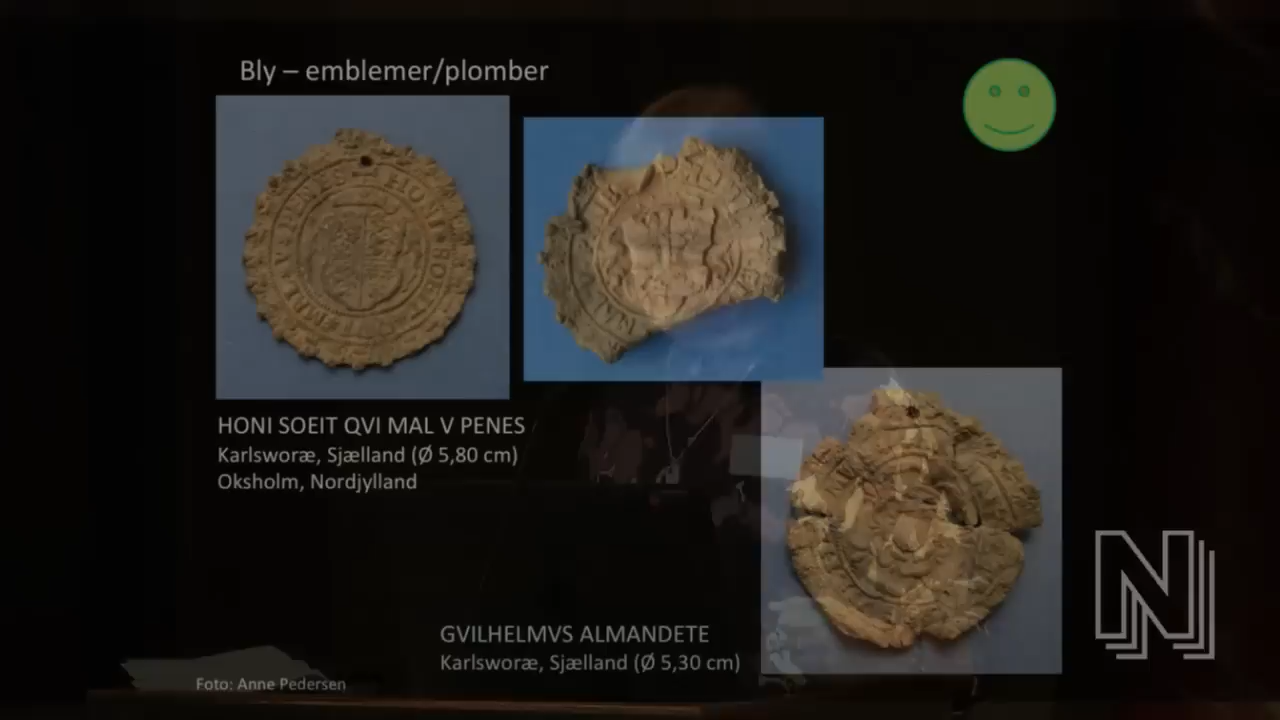 Bly – emblemer/plomber
HONI SOEIT QVI MAL V PENES
Karlsworæ, Sjælland (Ø 5,80 cm)
Oksholm, Nordjylland
GVILHELMVS ALMANDETE
Karlsworæ, Sjælland (Ø 5,30 cm)
Foto: Anne Pedersen
N